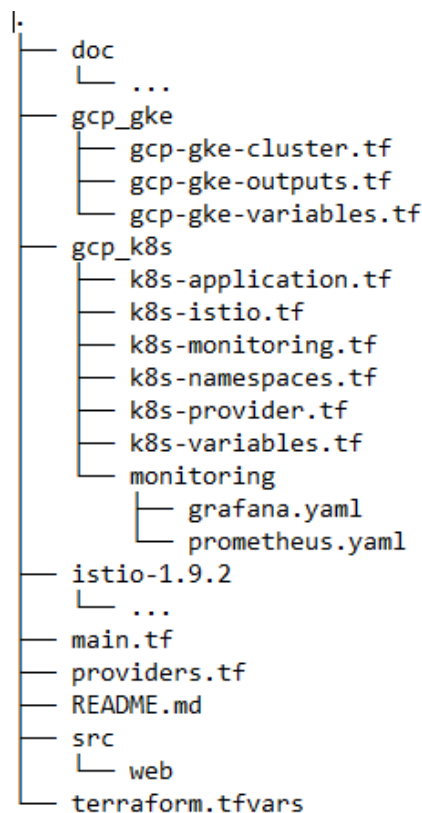 .
├── doc
│   └── ...
├── gcp_gke
│   ├── gcp-gke-cluster.tf
│   ├── gcp-gke-outputs.tf
│   └── gcp-gke-variables.tf
├── gcp_k8s
│   ├── k8s-application.tf
│   ├── k8s-istio.tf
│   ├── k8s-monitoring.tf
│   ├── k8s-namespaces.tf
│   ├── k8s-provider.tf
│   ├── k8s-variables.tf
│   └── monitoring
│       ├── grafana.yaml
│       └── prometheus.yaml
├── istio-1.9.2
│   └── ...
├── main.tf
├── providers.tf
├── README.md
├── src
│   └── web
└── terraform.tfvars